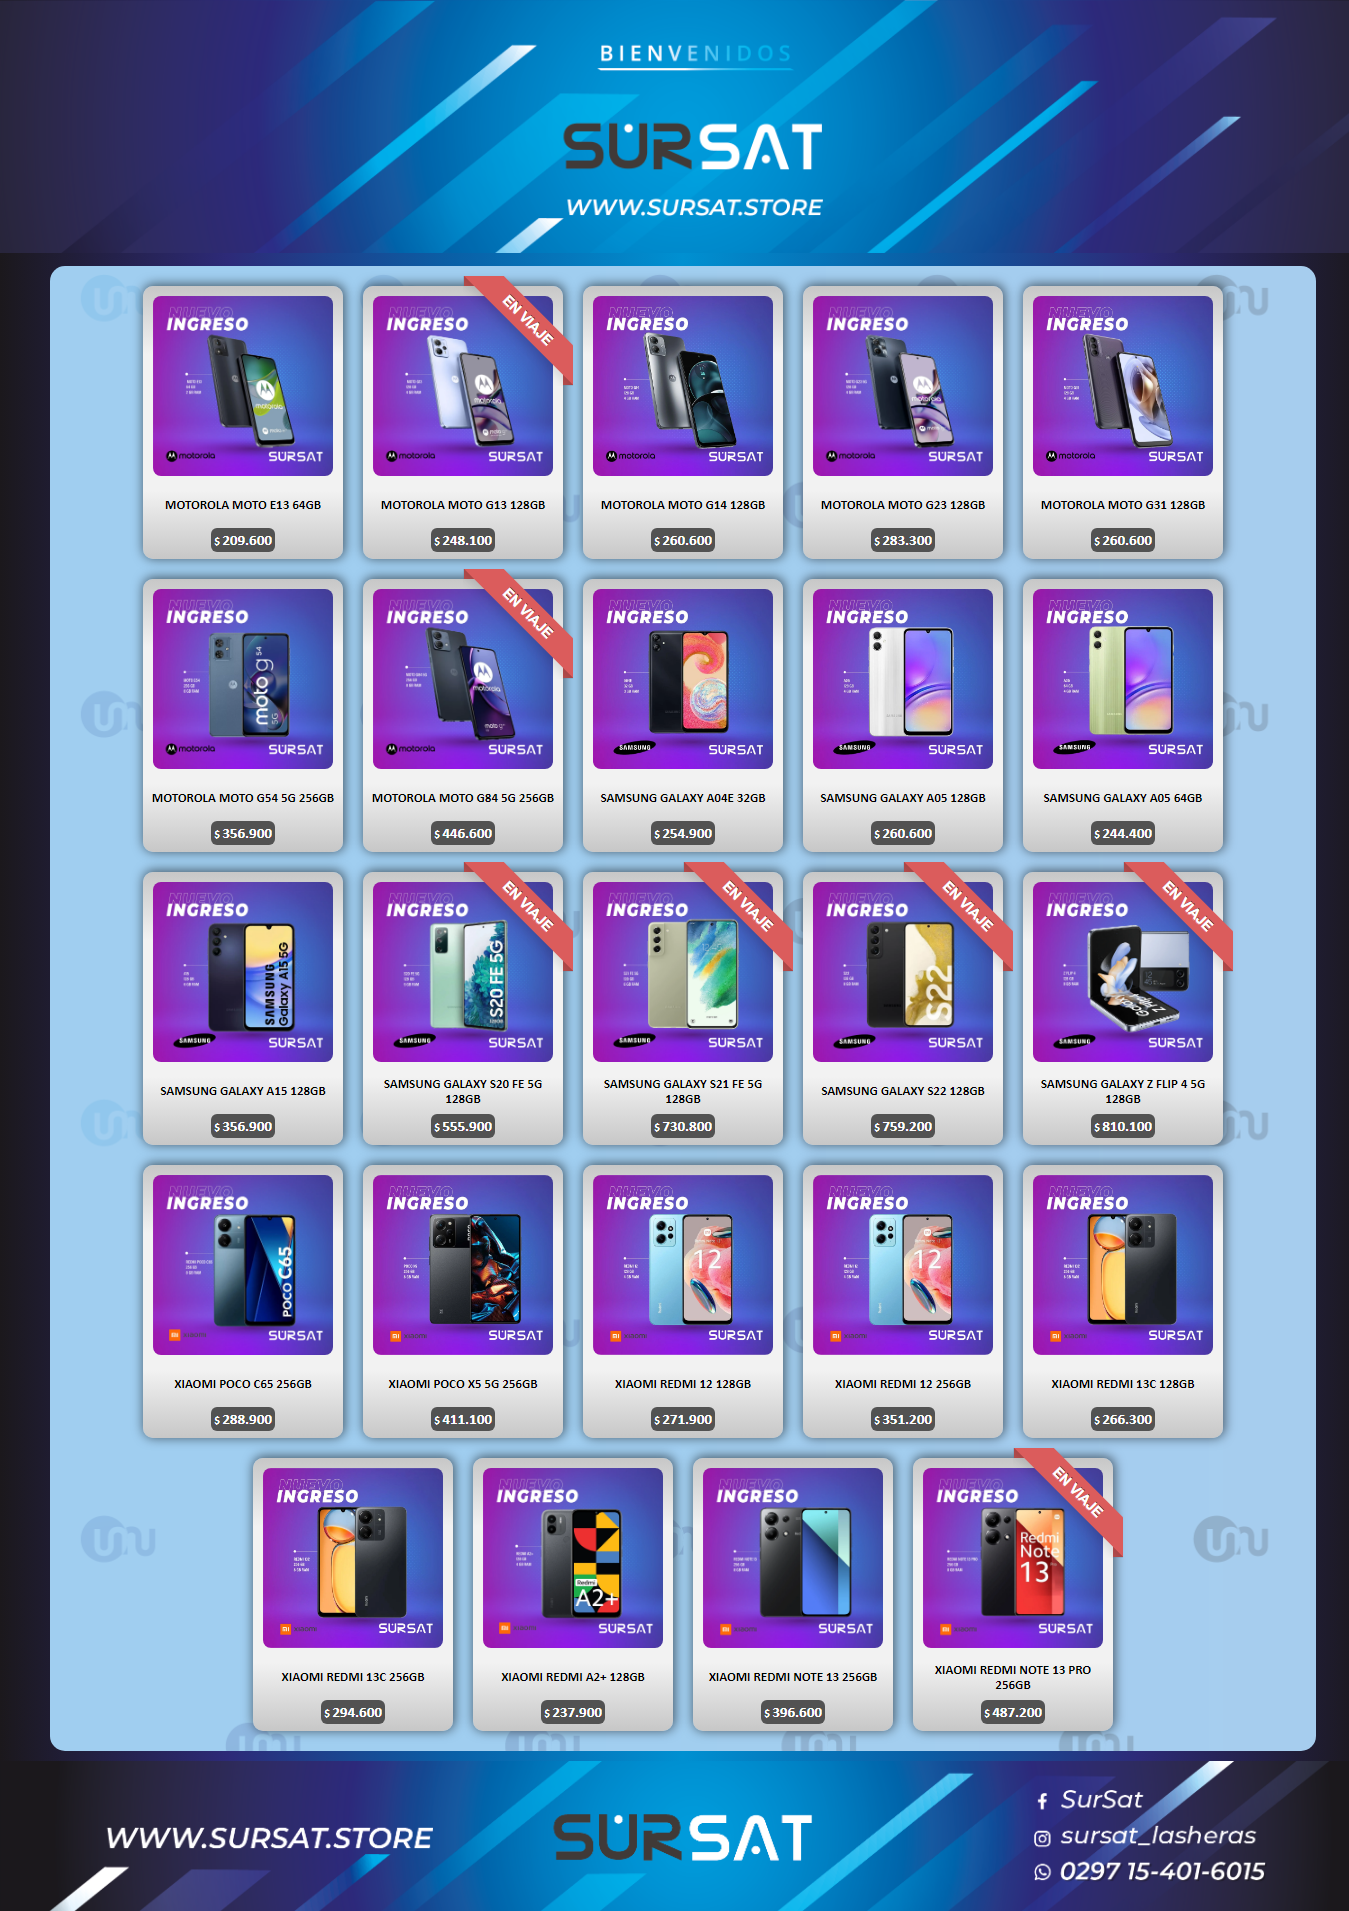 BIENVENIDOS
SURSAT
WWW.SURSAT.STORE
NUEVO
INGRESO
motorola
SURSAT
MOTOROLA MOTO E13 64GB
$ 209.600
EN VIAJE
NUEVO
INGRESO
motorola
SURSAT
MOTOROLA MOTO G13 128GB
$ 248.100
NUEVO
INGRESO
motorola
SURSAT
MOTOROLA MOTO G14 128GB
$ 260.600
NUEVO
INGRESO
motorola
SURSAT
MOTOROLA MOTO G23 128GB
$ 283.300
NUEVO
INGRESO
motorola
SURSAT
MOTOROLA MOTO G31 128GB
$ 260.600
NUEVO
INGRESO
moto g 54
5G
motorola
SURSAT
MOTOROLA MOTO G54 5G 256GB
$ 356.900
EN VIAJE
NUEVO
INGRESO
motorola
SURSAT
MOTOROLA MOTO G84 5G 256GB
$ 446.600
NUEVO
INGRESO
SAMSUNG
SURSAT
SAMSUNG GALAXY A04E 32GB
$ 254.900
NUEVO
INGRESO
SAMSUNG
SURSAT
SAMSUNG GALAXY A05 128GB
$ 260.600
NUEVO
INGRESO
SAMSUNG
SURSAT
SAMSUNG GALAXY A05 64GB
$ 244.400
NUEVO
INGRESO
SAMSUNG
Galaxy A15 5G
SAMSUNG
SURSAT
SAMSUNG GALAXY A15 128GB
$ 356.900
EN VIAJE
NUEVO
INGRESO
S20 FE 5G
SAMSUNG
SURSAT
SAMSUNG GALAXY S20 FE 5G
128GB
$ 555.900
EN VIAJE
NUEVO
INGRESO
SAMSUNG
SURSAT
SAMSUNG GALAXY S21 FE 5G
128GB
$ 730.800
EN VIAJE
NUEVO
INGRESO
S22
SAMSUNG
SURSAT
SAMSUNG GALAXY S22 128GB
$ 759.200
EN VIAJE
NUEVO
INGRESO
Galaxy
Z Flip4
SAMSUNG
SURSAT
SAMSUNG GALAXY Z FLIP 4 5G
128GB
$ 810.100
NUEVO
INGRESO
POCO C65
SURSAT
XIAOMI POCO C65 256GB
$ 288.900
NUEVO
INGRESO
SURSAT
XIAOMI POCO X5 5G 256GB
$ 411.100
NUEVO
INGRESO
12
SURSAT
XIAOMI REDMI 12 128GB
$ 271.900
NUEVO
INGRESO
12
SURSAT
XIAOMI REDMI 12 256GB
$ 351.200
NUEVO
INGRESO
SURSAT
XIAOMI REDMI 13C 128GB
$ 266.300
NUEVO
INGRESO
SURSAT
XIAOMI REDMI 13C 256GB
$ 294.600
NUEVO
INGRESO
Redmi
A2+
SURSAT
XIAOMI REDMI A2+ 128GB
$ 237.900
NUEVO
INGRESO
SURSAT
XIAOMI REDMI NOTE 13 256GB
$ 396.600
EN VIAJE
NUEVO
INGRESO
Redmi
Note
13
SURSAT
XIAOMI REDMI NOTE 13 PRO
256GB
$ 487.200
WWW.SURSAT.STORE
SURSAT
SurSat
sursat_lasheras
0297 15-401-6015